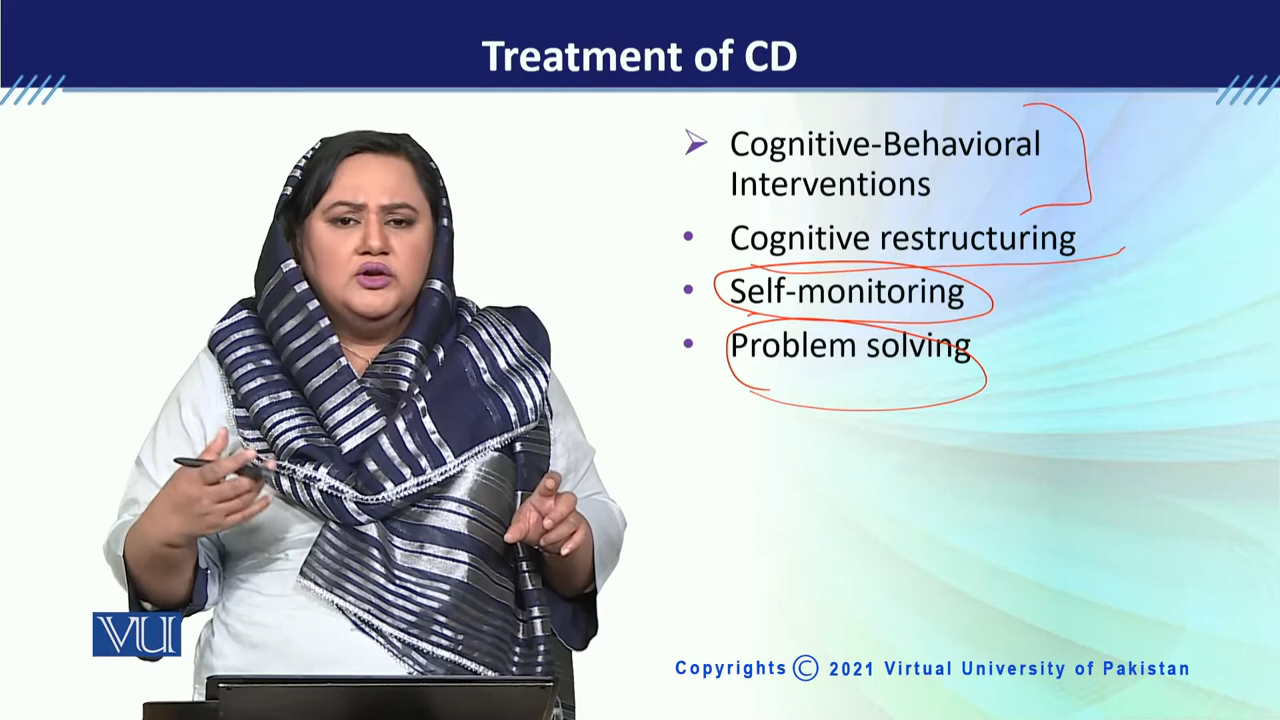 Treatment of CD
Cognitive-Behavioral
Interventions
Cognitive restructuring
Self-monitoring
Problem solving
VU
Copyrights © 2021 Virtual University of Pakistan